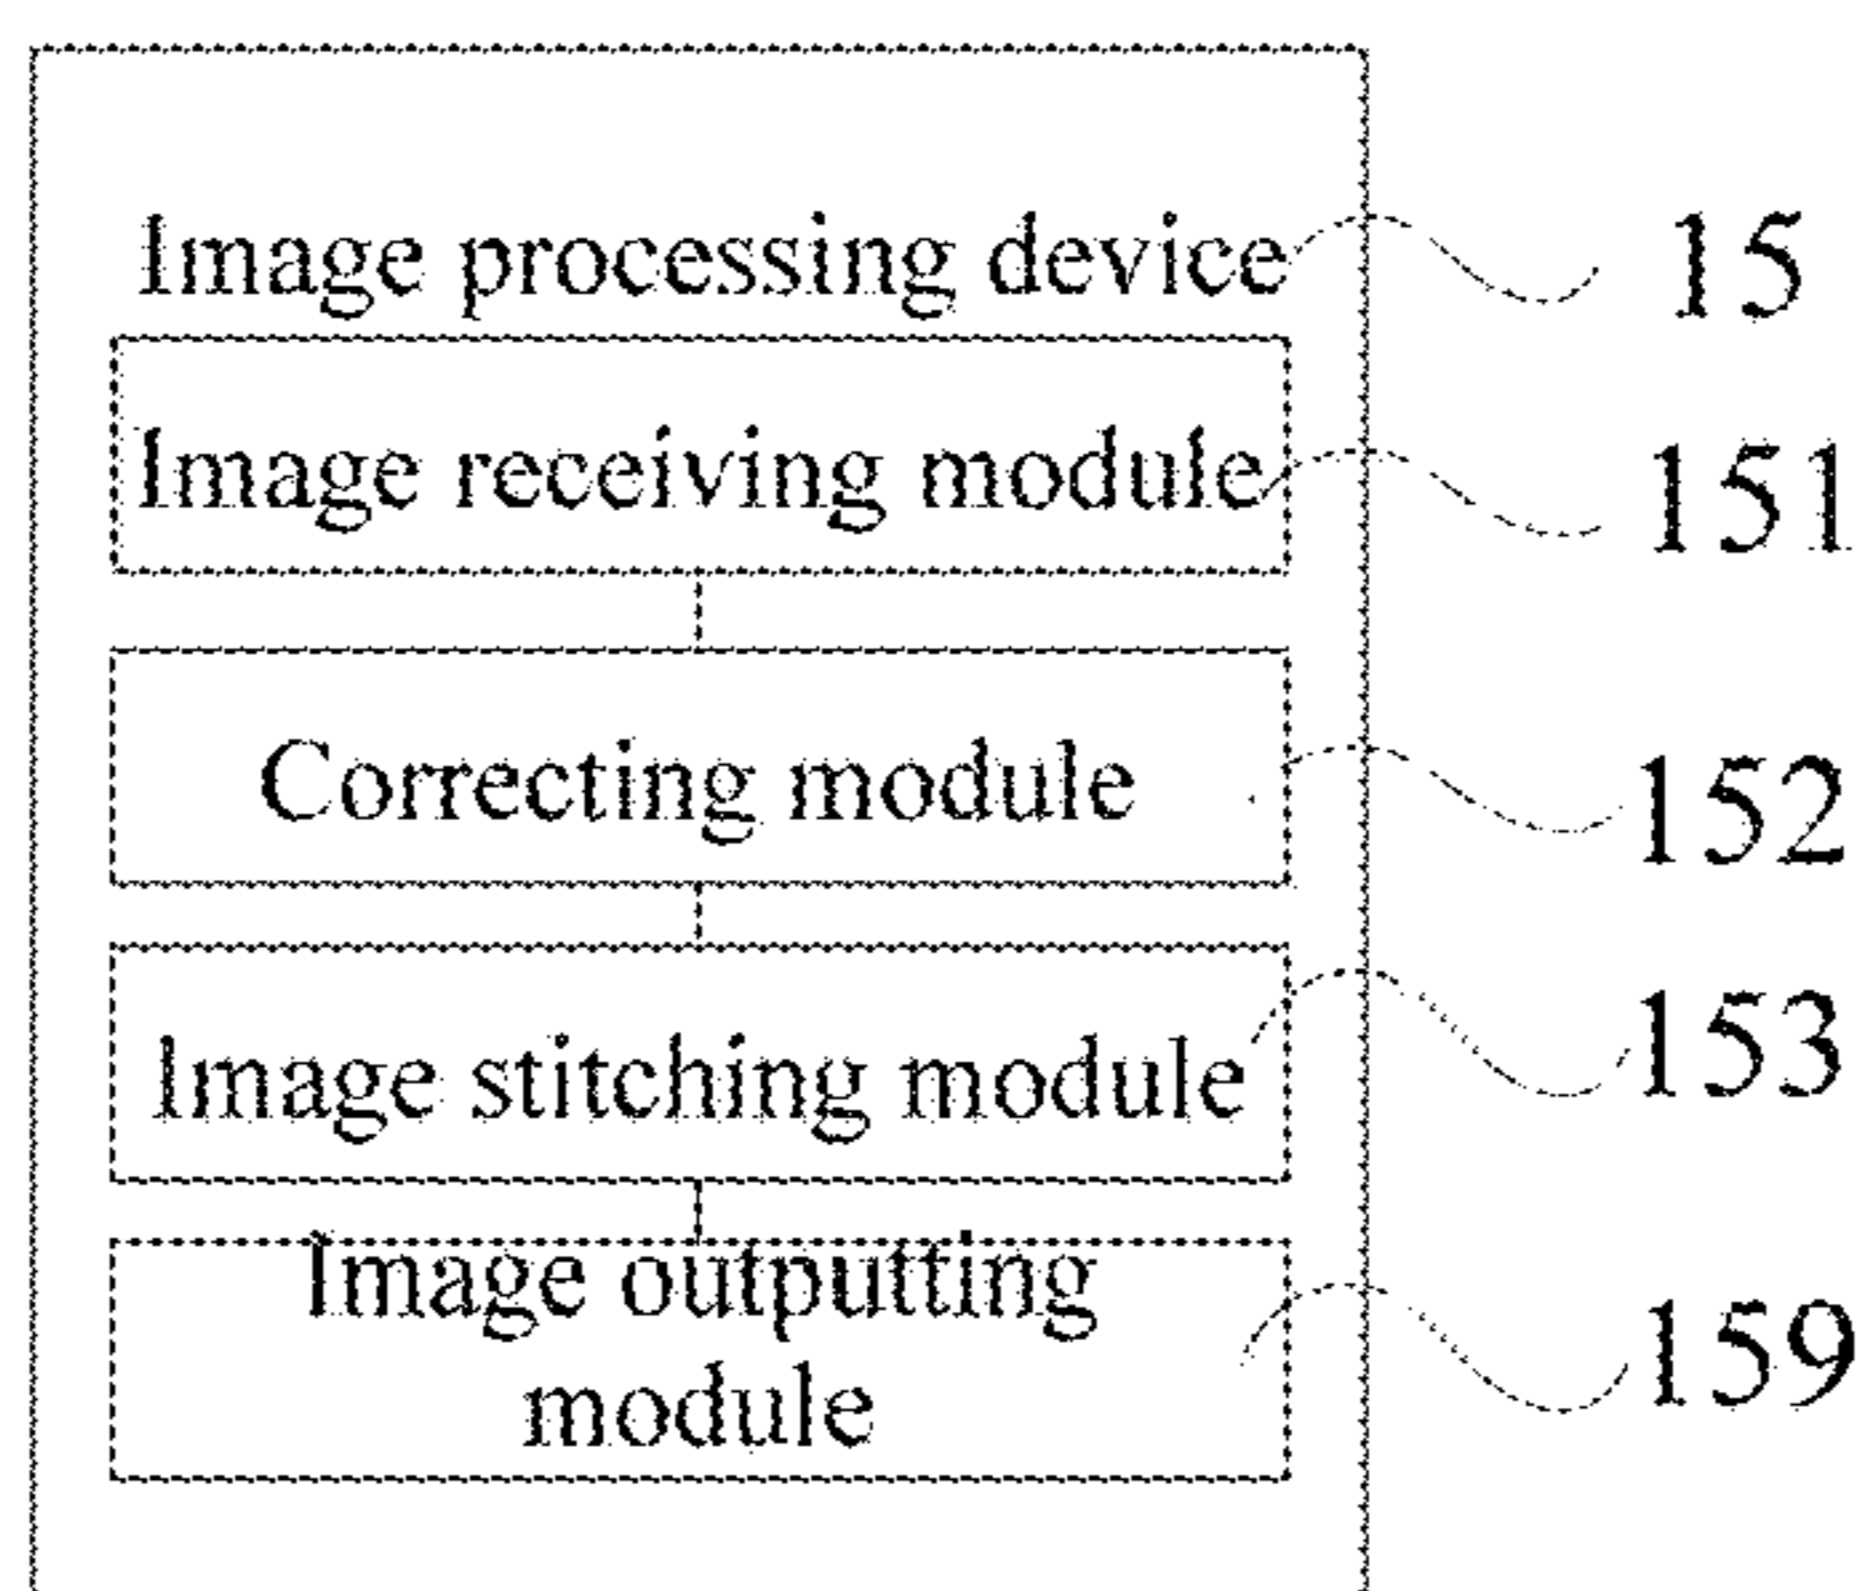 Image processing device 15
Image receiving module 151
Correcting module 152
Image stitching module 153
Image outputting 159
module